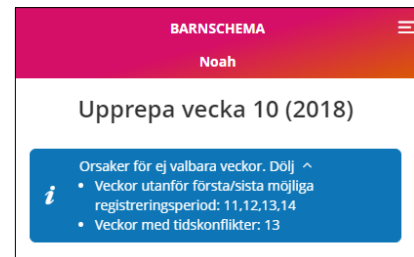 BARNSCHEMA
Noah
Upprepa vecka 10 (2018)
Orsaker för ej valbara veckor. Dölj ^
i
• Veckor utanför första/sista möjliga
registreringsperiod: 11,12,13,14
• Veckor med tidskonflikter: 13